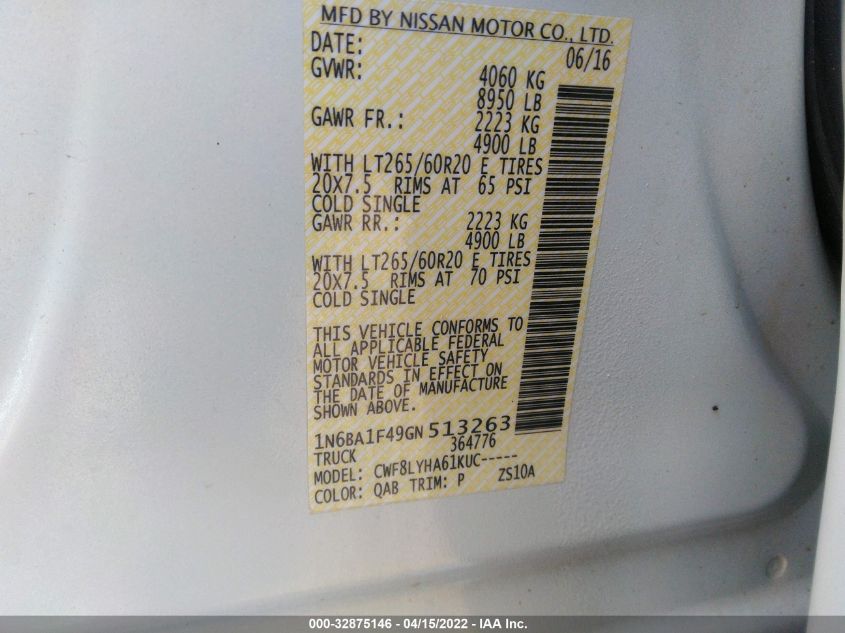 MFD BY NISSAN MOTOR CO., LTD.
DATE: 06/16
GVWR: 4060 KG
8950 LB
GAWR FR.: 2223 KG
4900 LB
WITH LT265/60R20 E TIRES
20X7.5 RIMS AT 65 PSI
COLD SINGLE
GAWR RR.: 2223 KG
4900 LB
WITH LT265/60R20 E TIRES
20X7.5 RIMS AT 70 PSI
COLD SINGLE
THIS VEHICLE CONFORMS TO
ALL APPLICABLE FEDERAL
MOTOR VEHICLE SAFETY
STANDARDS IN EFFECT ON
THE DATE OF MANUFACTURE
SHOWN ABOVE.
1N6BA1F49GN513263
TRUCK 364776
MODEL: CWF8LYHA61KUC-----
COLOR: QAB TRIM: P ZS10A
000-32875146 - 04/15/2022 - IAA Inc.